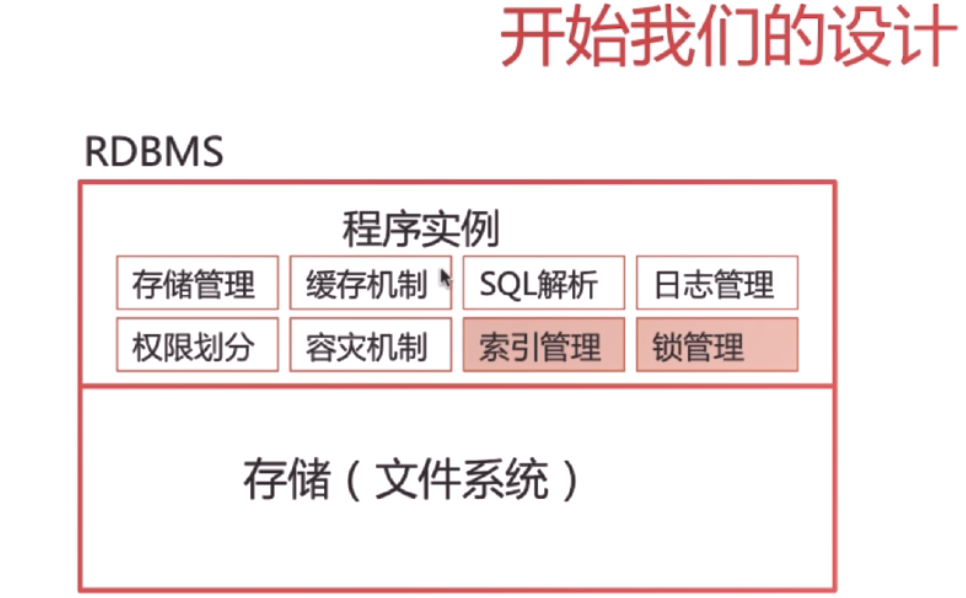 开始我们的设计
RDBMS
程序实例
存储管理 缓存机制 SQL解析 日志管理
权限划分 容灾机制 索引管理 锁管理
存储（文件系统）